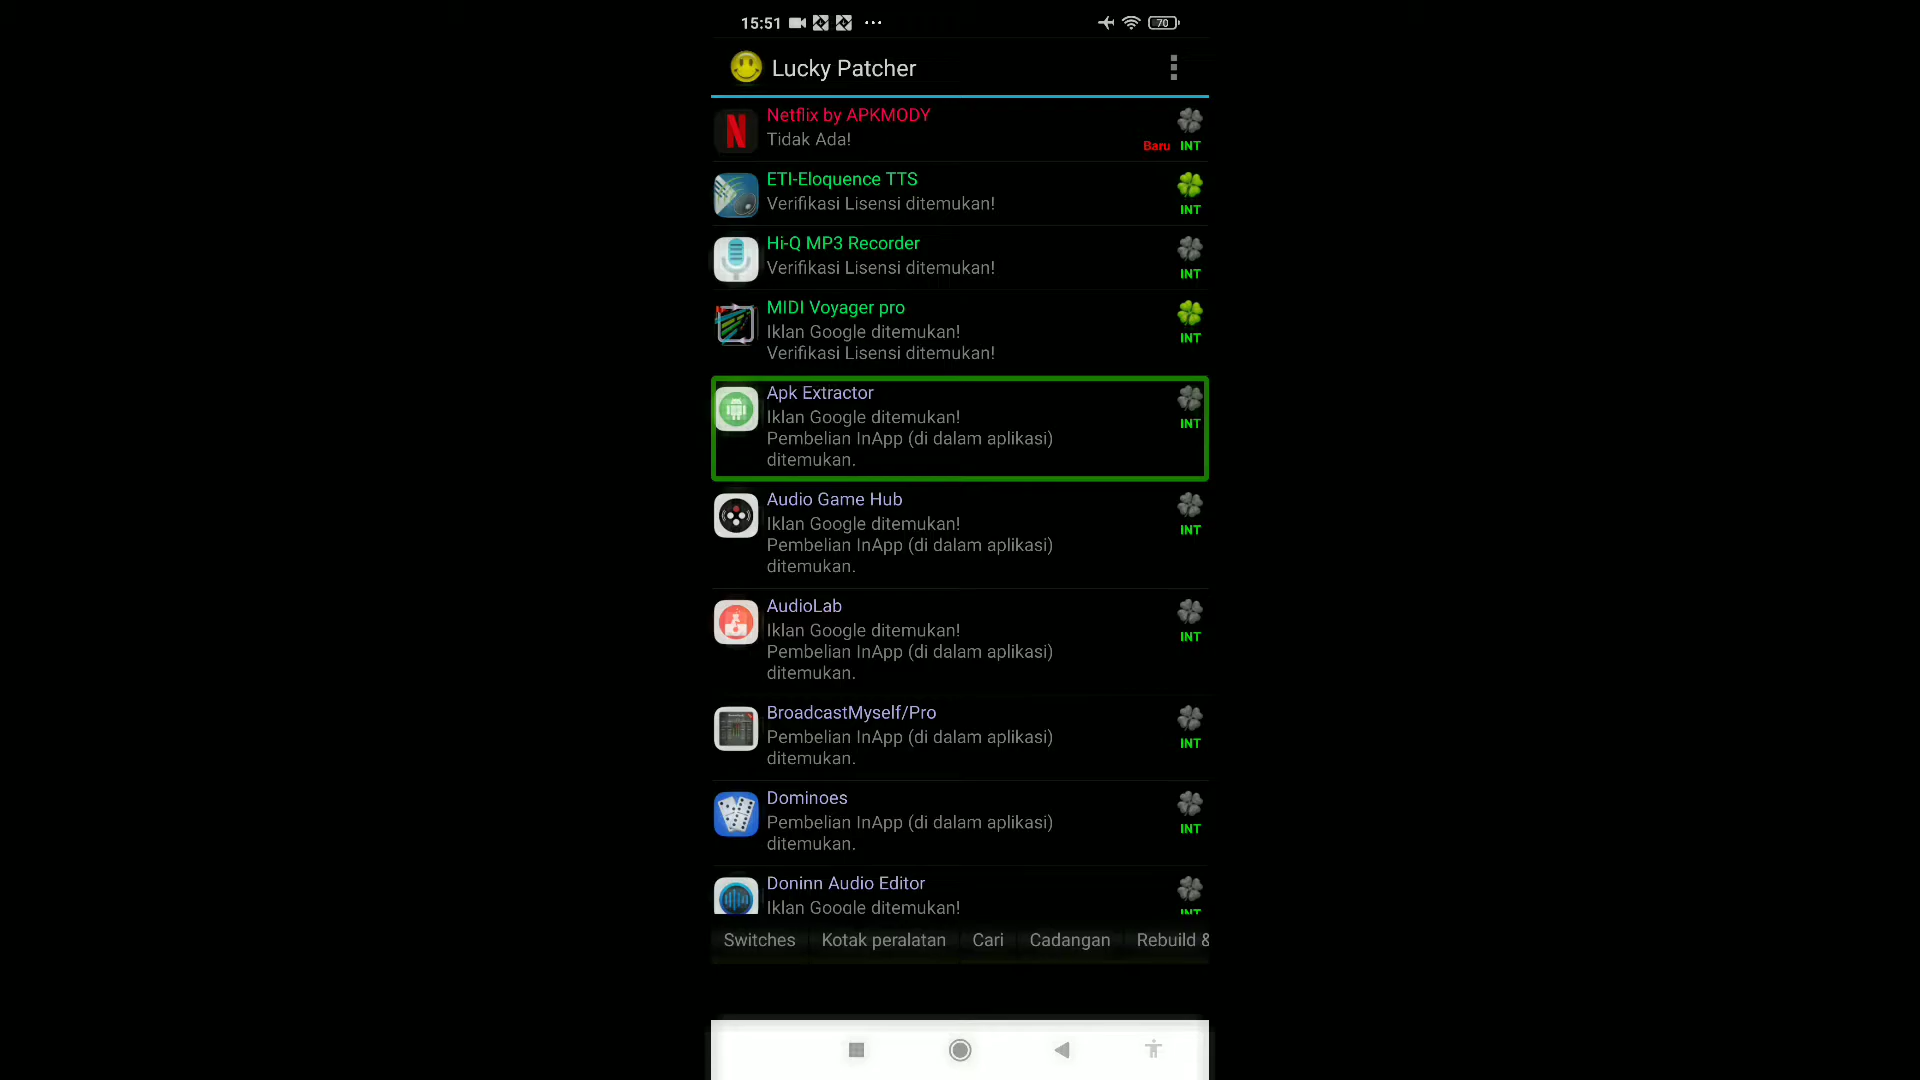 15:51
70
Lucky Patcher
Netflix by APKMODY
Tidak Ada!
Baru INT
ETI-Eloquence TTS
Verifikasi Lisensi ditemukan!
INT
Hi-Q MP3 Recorder
Verifikasi Lisensi ditemukan!
INT
MIDI Voyager pro
Iklan Google ditemukan!
INT
Verifikasi Lisensi ditemukan!
Apk Extractor
Iklan Google ditemukan!
INT
Pembelian InApp (di dalam aplikasi)
ditemukan.
Audio Game Hub
Iklan Google ditemukan!
INT
Pembelian InApp (di dalam aplikasi)
ditemukan.
AudioLab
Iklan Google ditemukan!
INT
Pembelian InApp (di dalam aplikasi)
ditemukan.
BroadcastMyself/Pro
Pembelian InApp (di dalam aplikasi)
INT
ditemukan.
Dominoes
Pembelian InApp (di dalam aplikasi)
INT
ditemukan.
Doninn Audio Editor
Iklan Google ditemukan!
INT
Switches Kotak peralatan Cari Cadangan Rebuild &